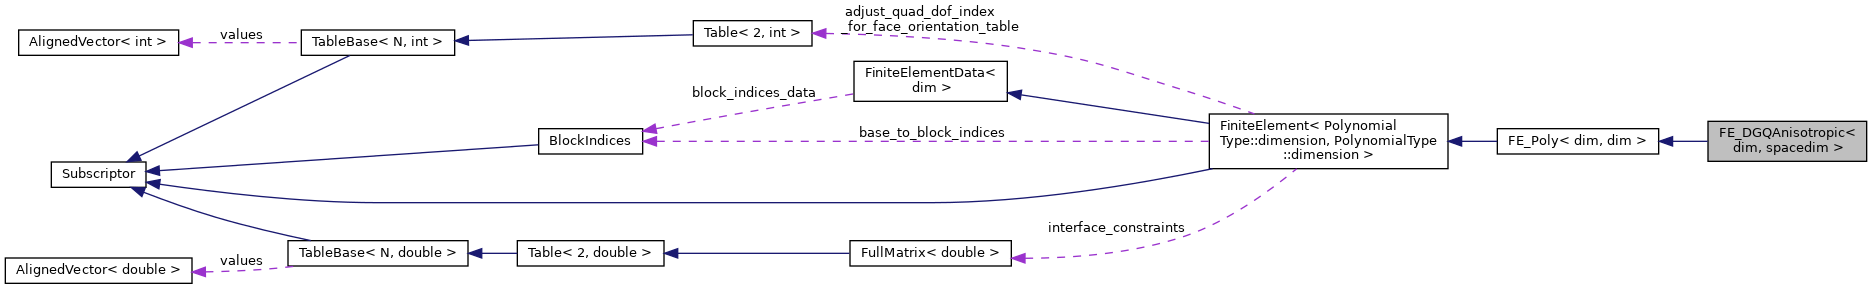 adjust_quad_dof_index
_for_face_orientation_table
AlignedVector< int >
values
TableBase< N, int >
Table< 2, int >
FiniteElementData<
dim >
block_indices_data
BlockIndices
base_to_block_indices
FiniteElement< Polynomial
Type::dimension, PolynomialType
::dimension >
FE_Poly< dim, dim >
FE_DGQAnisotropic<
dim, spacedim >
Subscriptor
interface_constraints
AlignedVector< double >
values
TableBase< N, double >
Table< 2, double >
FullMatrix< double >